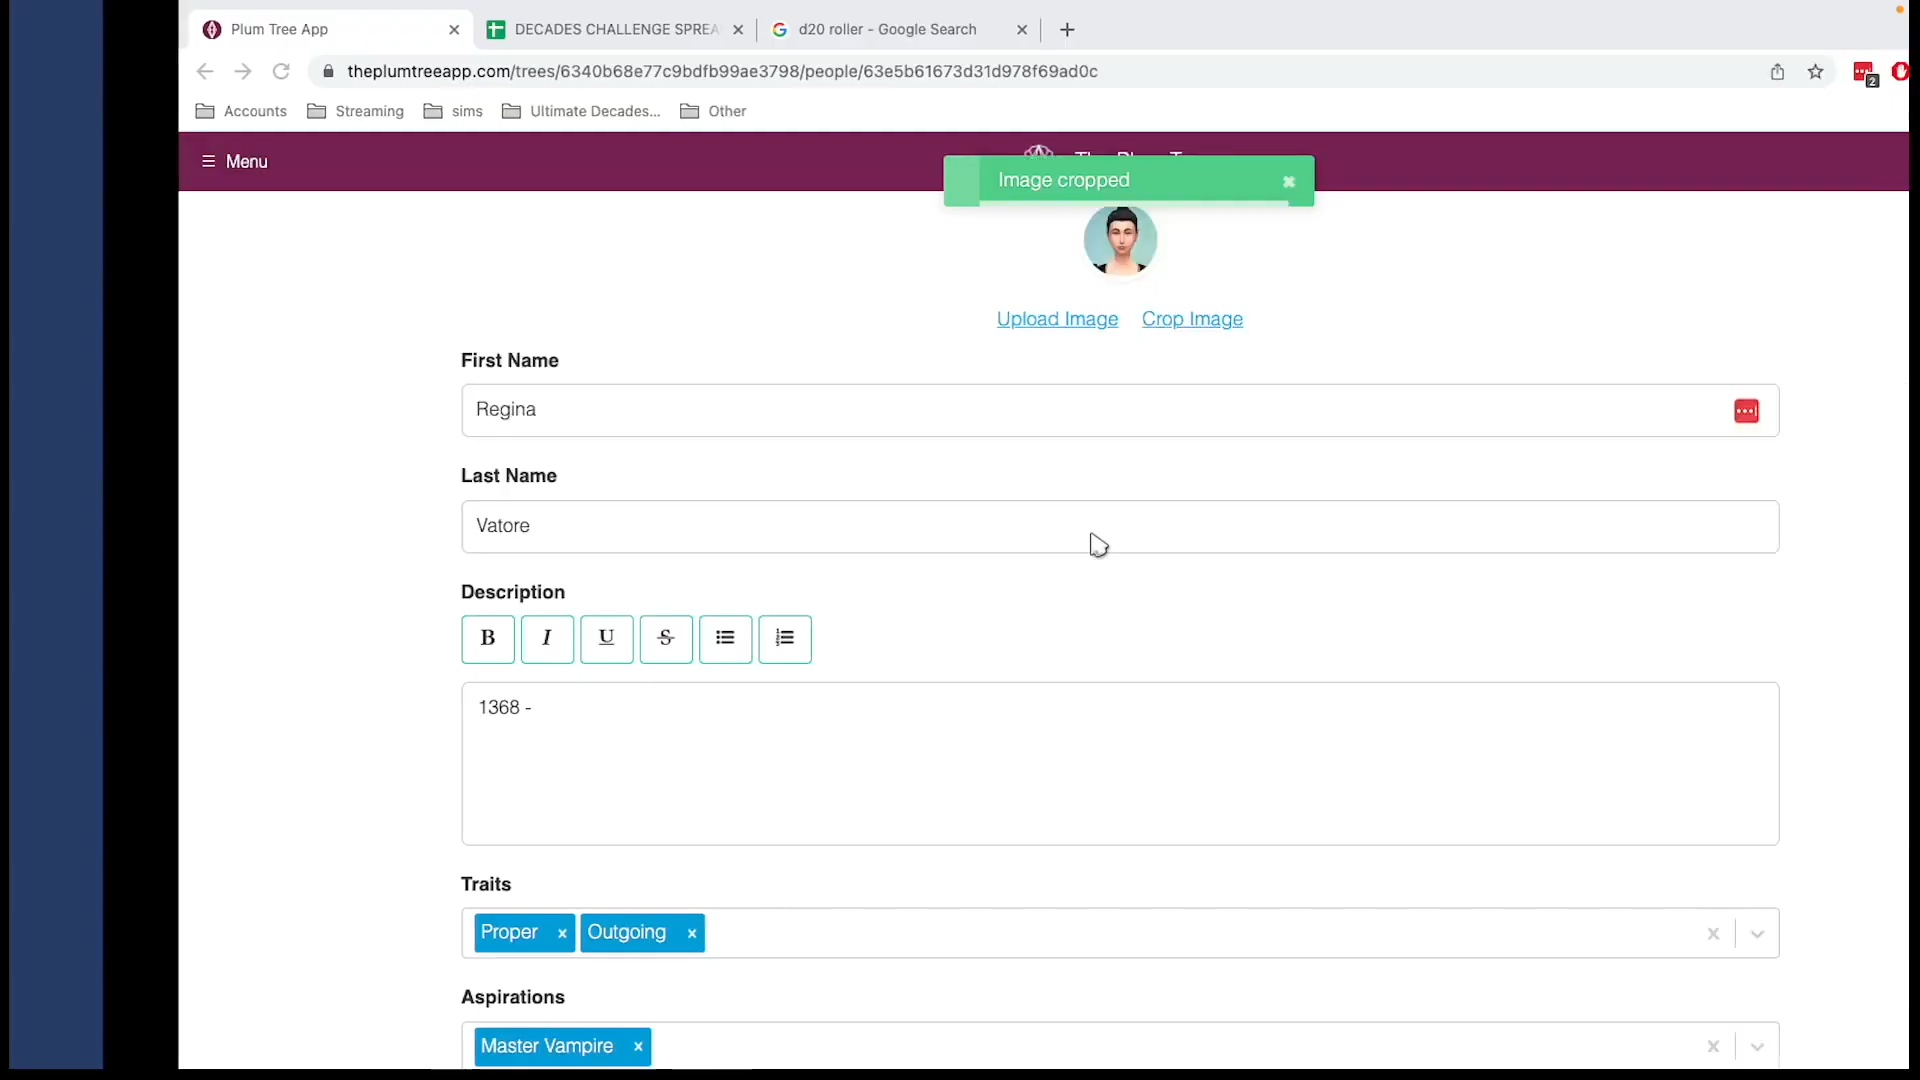 Plum Tree App
DECADES CHALLENGE SPREA
d20 roller - Google Search
theplumtreeapp.com/trees/6340b68e77c9bdfb99ae3798/people/63e5b61673d31d978f69ad0c
2
Accounts
Streaming
sims
Ultimate Decades...
Other
Menu
Image cropped
Upload Image
Crop Image
First Name
Regina
Last Name
Vatore
Description
B I U S
1368 -
Traits
Proper ×
Outgoing ×
Aspirations
Master Vampire ×